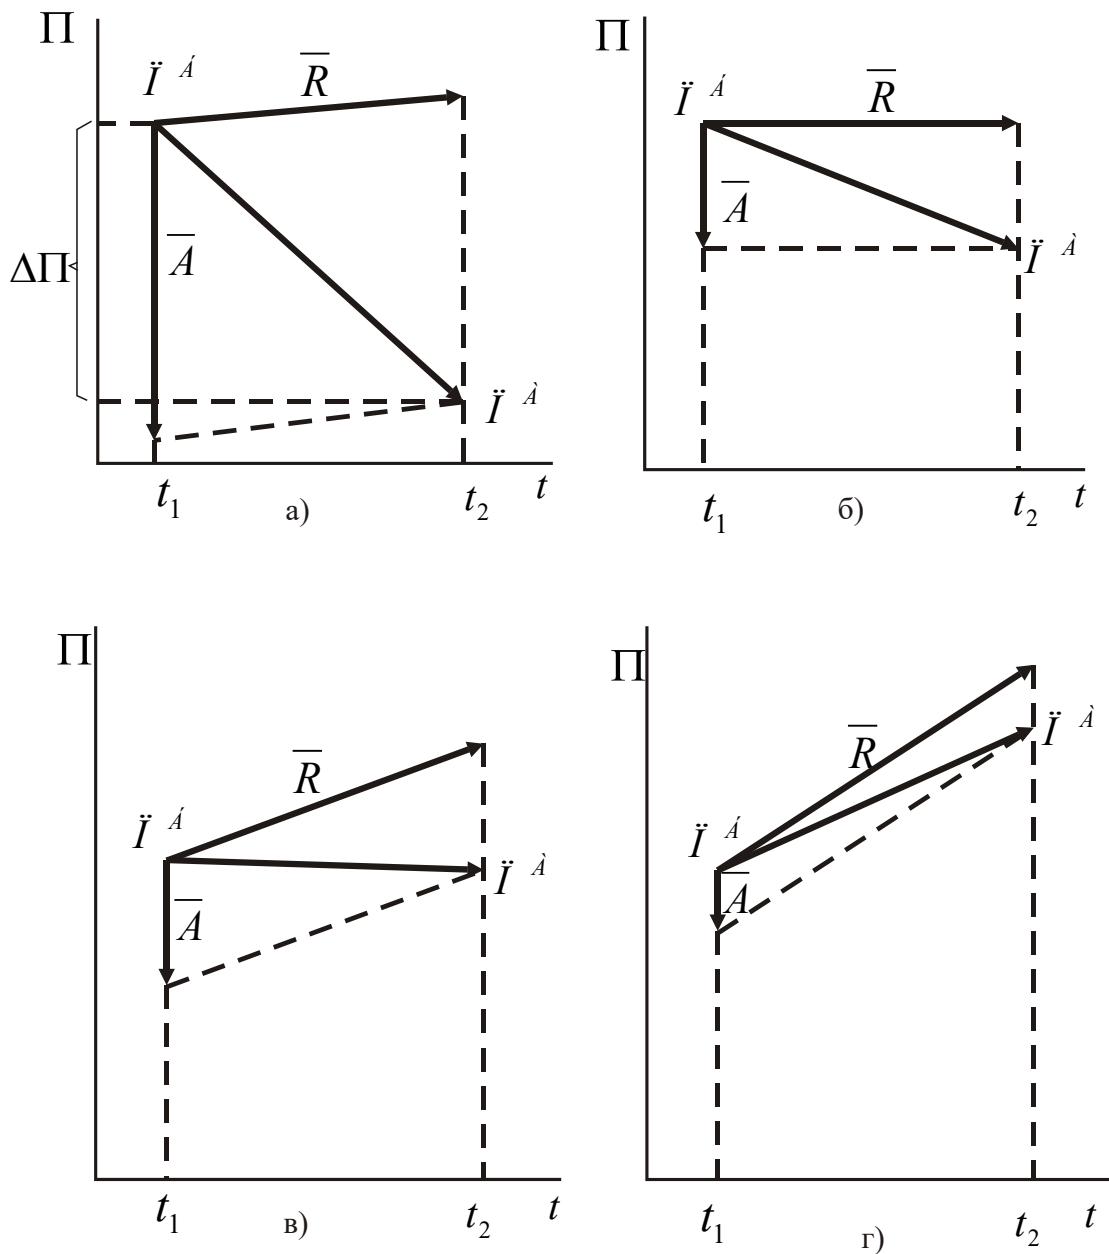 П
Ï̈ Á́
R̅
A̅
ΔП
Ï̈ À̀
t₁
а)
t₂
t
П
Ï̈ Á́
R̅
A̅
Ï̈ À̀
t₁
б)
t₂
t
П
R̅
Ï̈ Á́
A̅
Ï̈ À̀
t₁
в)
t₂
t
П
R̅
Ï̈ À̀
Ï̈ Á́
A̅
t₁
г)
t₂
t